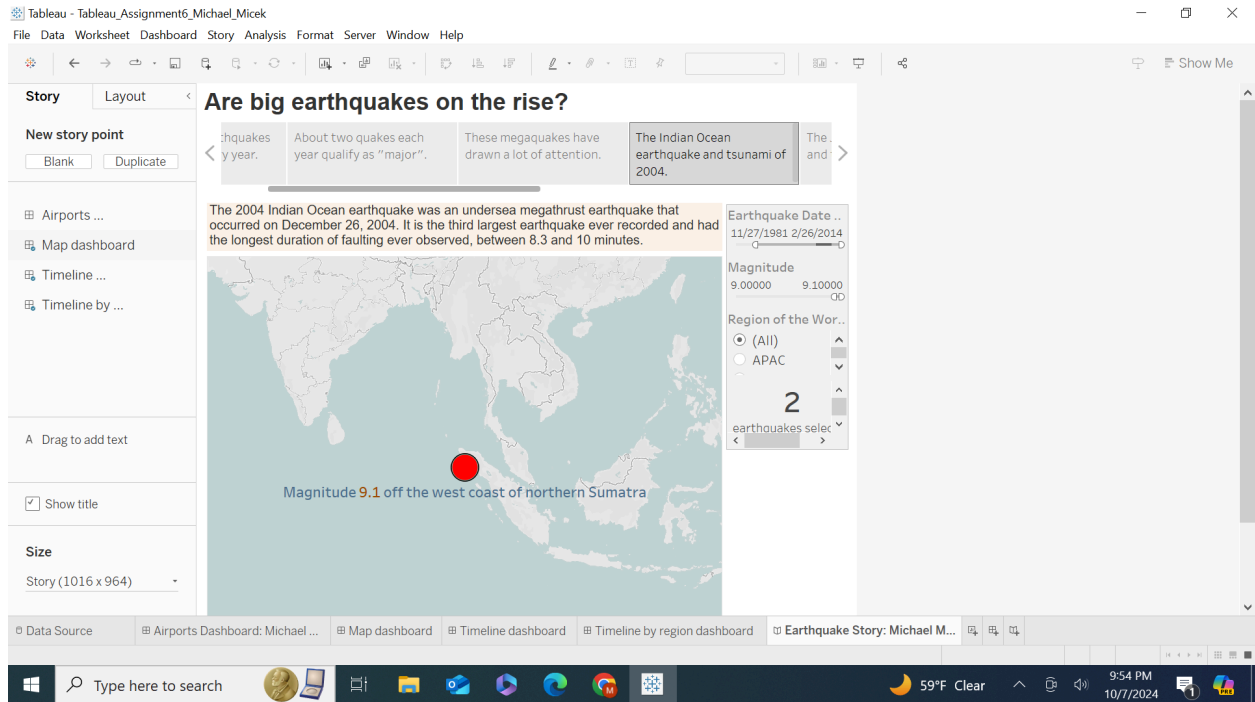 Tableau - Tableau_Assignment6_Michael_Micek
File Data Worksheet Dashboard Story Analysis Format Server Window Help
Show Me
Story Layout
New story point
Blank Duplicate
Airports ...
Map dashboard
Timeline ...
Timeline by ...
A Drag to add text
Show title
Size
Story (1016 x 964)
Are big earthquakes on the rise?
hquakes
y year.
About two quakes each
year qualify as "major".
These megaquakes have
drawn a lot of attention.
The Indian Ocean
earthquake and tsunami of
2004.
The
and
The 2004 Indian Ocean earthquake was an undersea megathrust earthquake that
occurred on December 26, 2004. It is the third largest earthquake ever recorded and had
the longest duration of faulting ever observed, between 8.3 and 10 minutes.
Magnitude 9.1 off the west coast of northern Sumatra
Earthquake Date ..
11/27/1981 2/26/2014
Magnitude
9.00000 9.10000
Region of the Wor..
(All)
APAC
2
earthquakes selec
Data Source Airports Dashboard: Michael ... Map dashboard Timeline dashboard Timeline by region dashboard Earthquake Story: Michael M...
Type here to search
M
59°F Clear
9:54 PM
10/7/2024
1
PRE